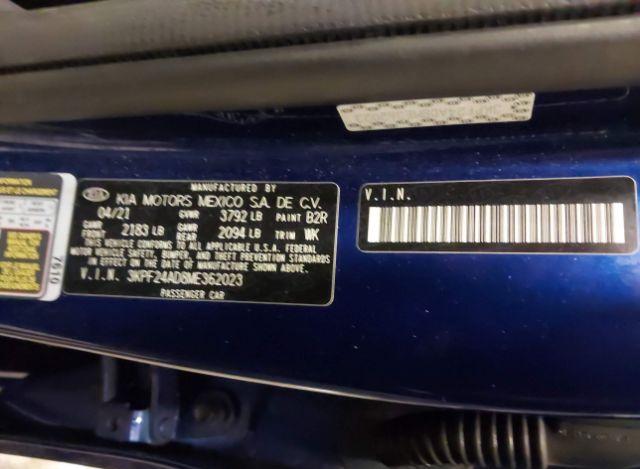 MANUFACTURED BY
KIA KIA MOTORS MEXICO S.A. DE C.V.
04/21 GVWR 3792 LB PAINT B2R
GAWR FRONT 2183 LB GAWR REAR 2094 LB TRIM WK
THIS VEHICLE CONFORMS TO ALL APPLICABLE U.S.A. FEDERAL
MOTOR VEHICLE SAFETY, BUMPER, AND THEFT PREVENTION STANDARDS
IN EFFECT ON THE DATE OF MANUFACTURE SHOWN ABOVE.
V.I.N. 3KPF24AD8ME362023
PASSENGER CAR
V.I.N.
7510